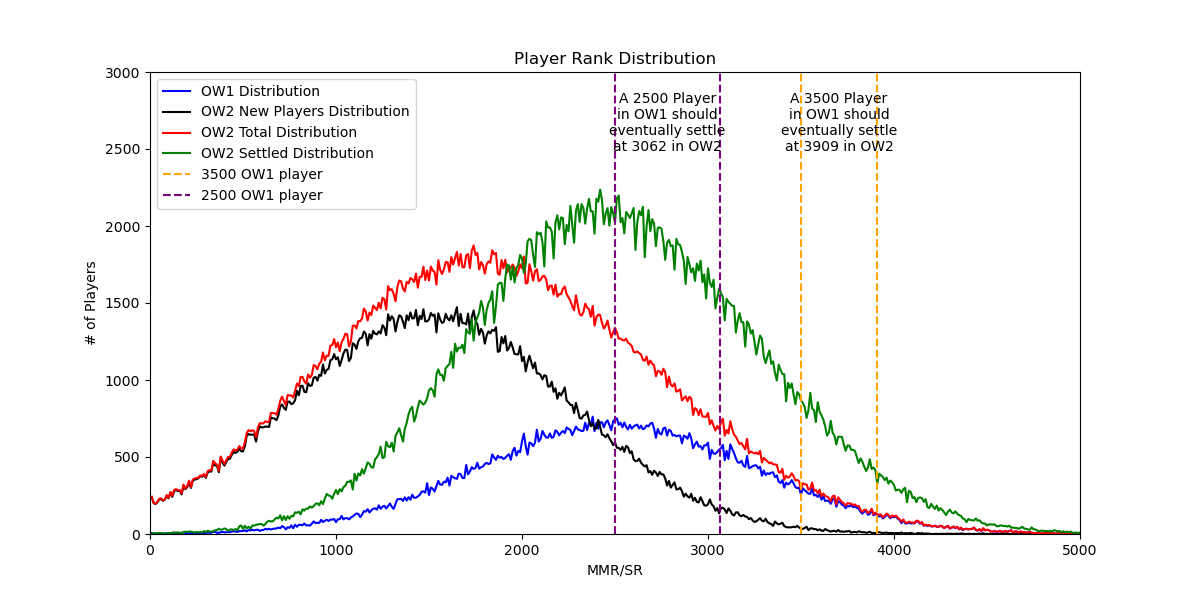 Player Rank Distribution
3000
2500
2000
1500
1000
500
0
# of Players
OW1 Distribution
OW2 New Players Distribution
OW2 Total Distribution
OW2 Settled Distribution
3500 OW1 player
2500 OW1 player
A 2500 Player
in OW1 should
eventually settle
at 3062 in OW2
A 3500 Player
in OW1 should
eventually settle
at 3909 in OW2
0 1000 2000 3000 4000 5000
MMR/SR